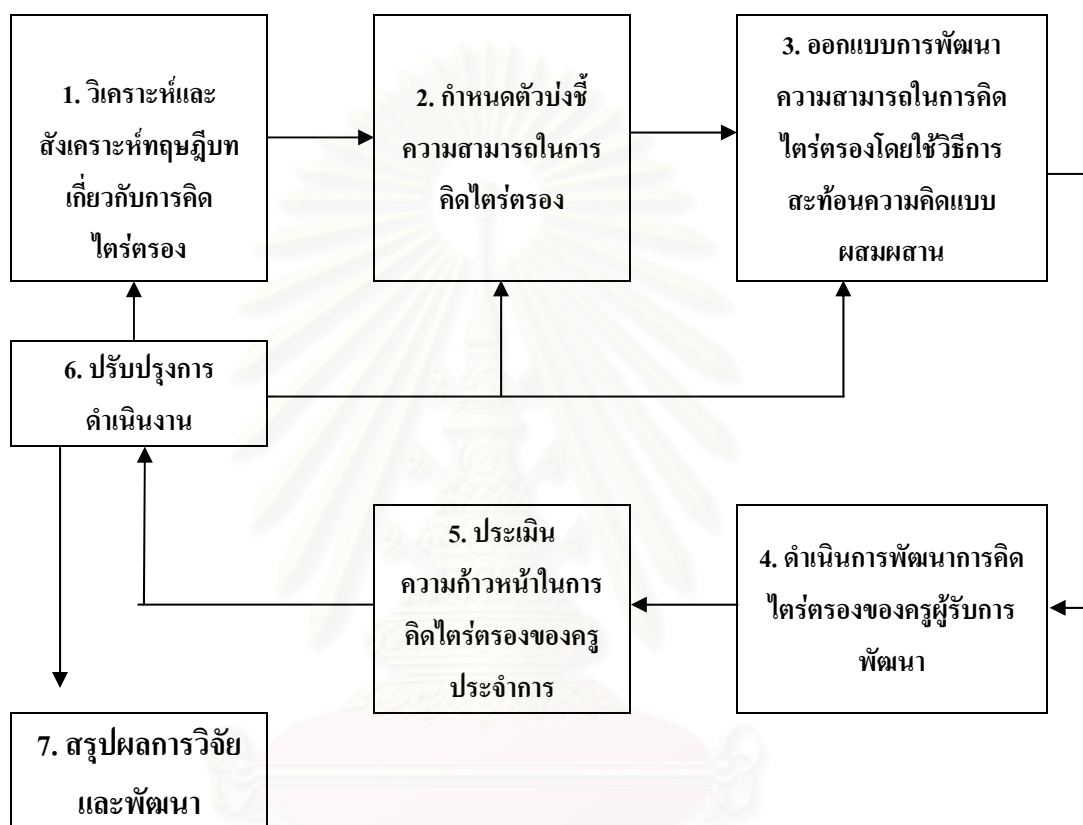 1. วิเคราะห์และ
สังเคราะห์ทฤษฎีบท
เกี่ยวกับการคิด
ไตร่ตรอง
2. กำหนดตัวบ่งชี้
ความสามารถในการ
คิดไตร่ตรอง
3. ออกแบบการพัฒนา
ความสามารถในการคิด
ไตร่ตรองโดยใช้วิธีการ
สะท้อนความคิดแบบ
ผสมผสาน
6. ปรับปรุงการ
ดำเนินงาน
5. ประเมิน
ความก้าวหน้าในการ
คิดไตร่ตรองของครู
ประจำการ
4. ดำเนินการพัฒนาการคิด
ไตร่ตรองของครูผู้รับการ
พัฒนา
7. สรุปผลการวิจัย
และพัฒนา